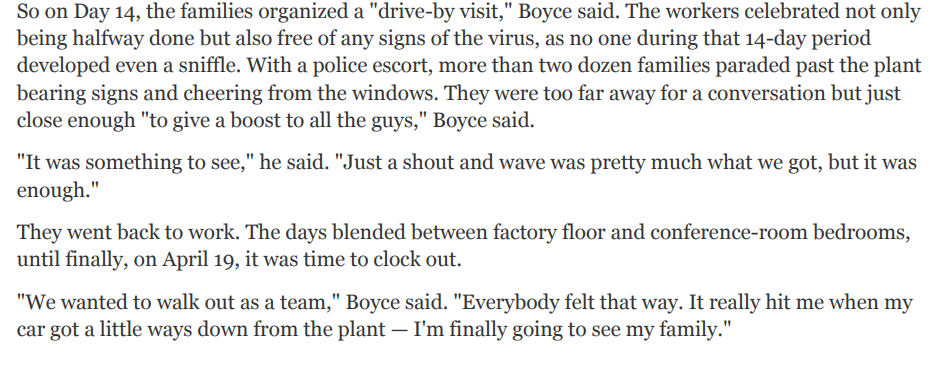 So on Day 14, the families organized a "drive-by visit," Boyce said. The workers celebrated not only
being halfway done but also free of any signs of the virus, as no one during that 14-day period
developed even a sniffle. With a police escort, more than two dozen families paraded past the plant
bearing signs and cheering from the windows. They were too far away for a conversation but just
close enough "to give a boost to all the guys," Boyce said.
"It was something to see," he said. "Just a shout and wave was pretty much what we got, but it was
enough."
They went back to work. The days blended between factory floor and conference-room bedrooms,
until finally, on April 19, it was time to clock out.
"We wanted to walk out as a team," Boyce said. "Everybody felt that way. It really hit me when my
car got a little ways down from the plant — I'm finally going to see my family."